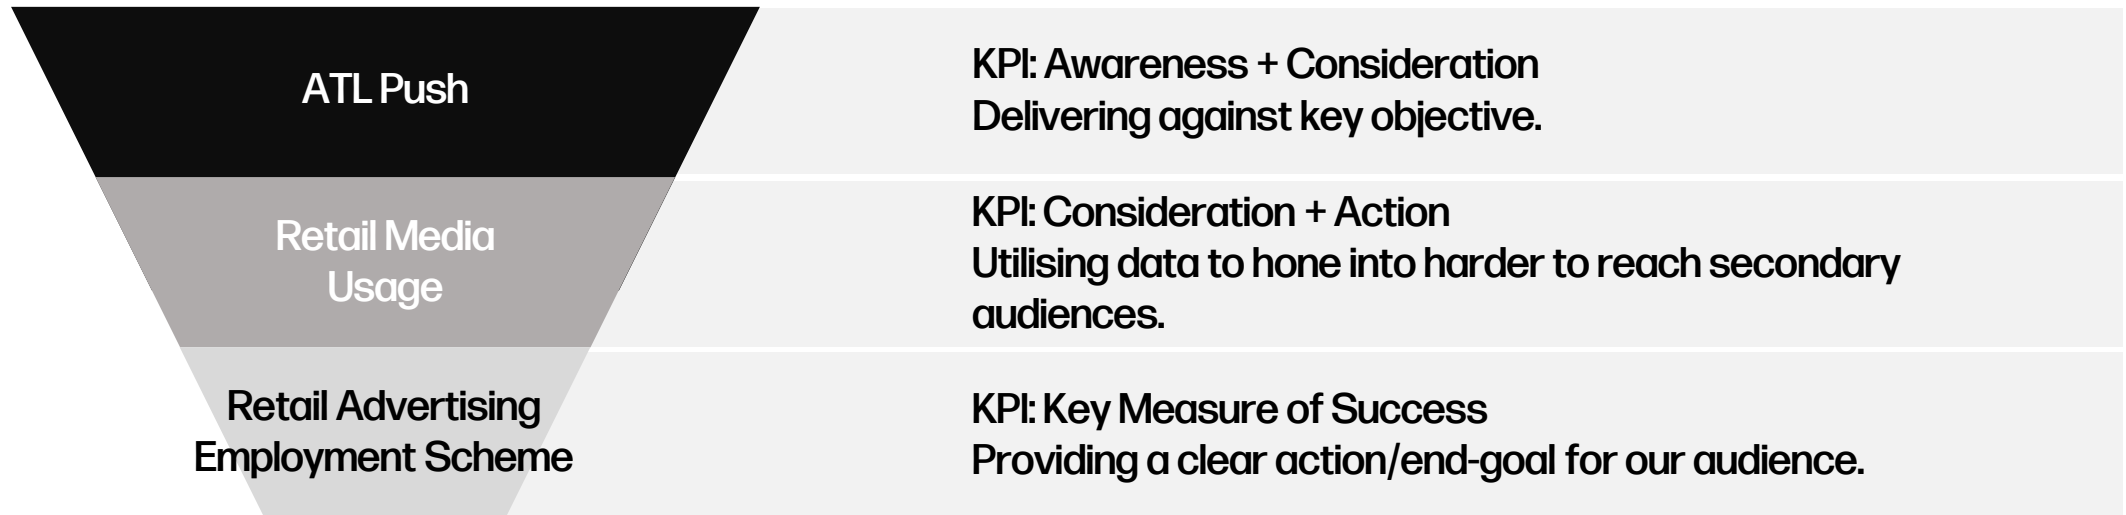 ATL Push
KPI: Awareness + Consideration
Delivering against key objective.
Retail Media
Usage
KPI: Consideration + Action
Utilising data to hone into harder to reach secondary
audiences.
Retail Advertising
Employment Scheme
KPI: Key Measure of Success
Providing a clear action/end-goal for our audience.